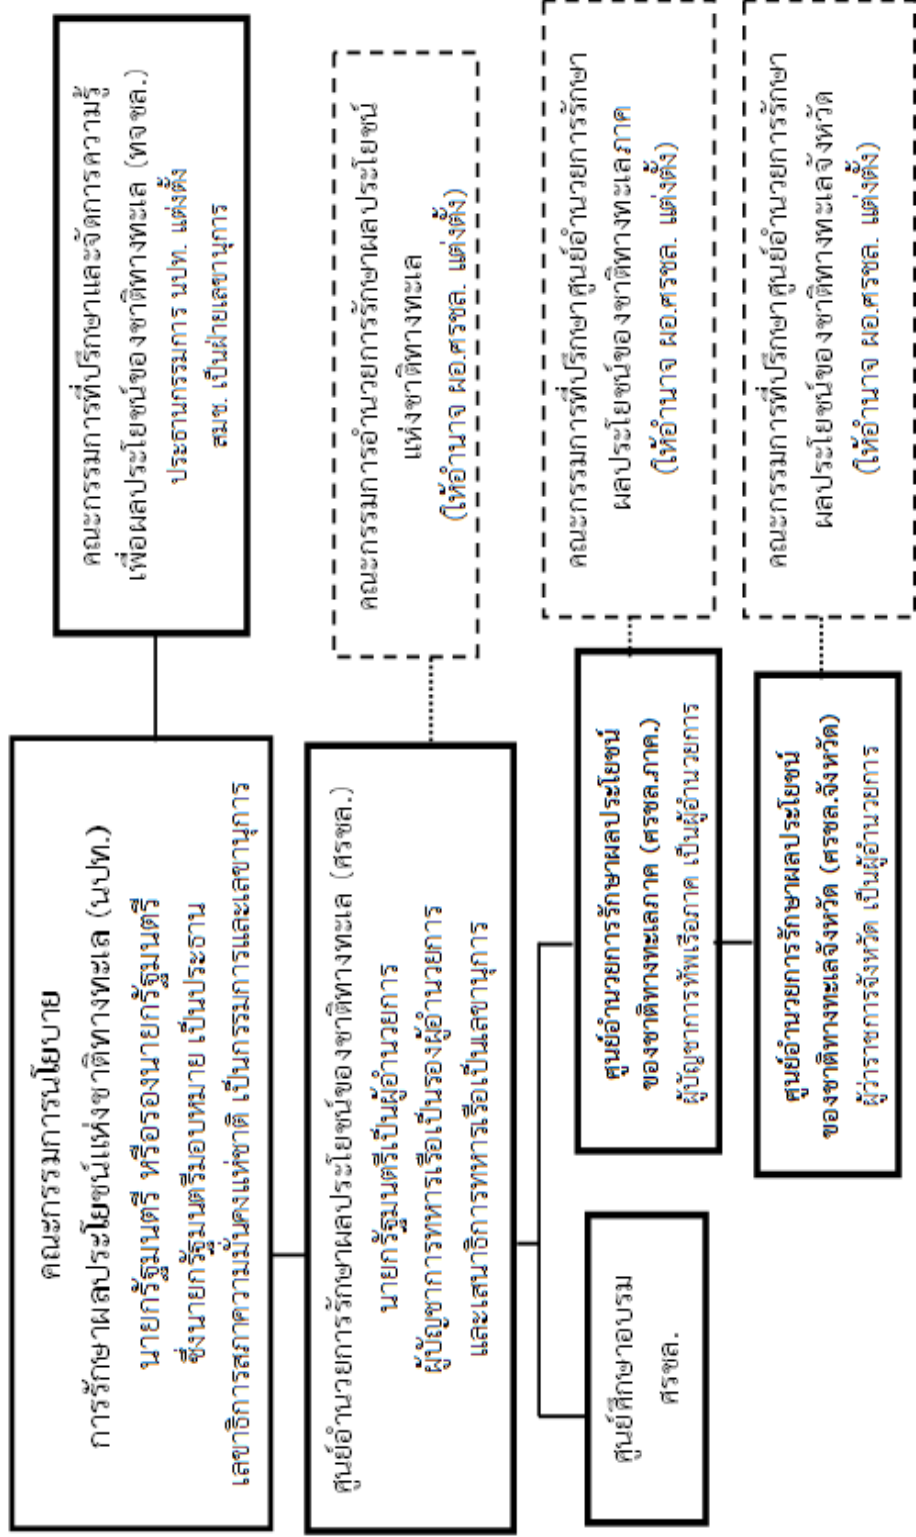 คณะกรรมการนโยบาย
การรักษาผลประโยชน์แห่งชาติทางทะเล (นปท.)
นายกรัฐมนตรี หรือรองนายกรัฐมนตรี
ซึ่งนายกรัฐมนตรีมอบหมาย เป็นประธาน
เลขาธิการสภาความมั่นคงแห่งชาติ เป็นกรรมการและเลขานุการ
คณะกรรมการที่ปรึกษาและจัดการความรู้
เพื่อผลประโยชน์ของชาติทางทะเล (ทจชล.)
ประธานกรรมการ นปท. แต่งตั้ง
สมช. เป็นฝ่ายเลขานุการ
ศูนย์อำนวยการรักษาผลประโยชน์ของชาติทางทะเล (ศรชล.)
นายกรัฐมนตรีเป็นผู้อำนวยการ
ผู้บัญชาการทหารเรือเป็นรองผู้อำนวยการ
และเสนาธิการทหารเรือเป็นเลขานุการ
คณะกรรมการอำนวยการรักษาผลประโยชน์
แห่งชาติทางทะเล
(ให้อำนาจ ผอ.ศรชล. แต่งตั้ง)
ศูนย์ศึกษาอบรม
ศรชล.
ศูนย์อำนวยการรักษาผลประโยชน์
ของชาติทางทะเลภาค (ศรชล.ภาค.)
ผู้บัญชาการทัพเรือภาค เป็นผู้อำนวยการ
คณะกรรมการที่ปรึกษาศูนย์อำนวยการรักษา
ผลประโยชน์ของชาติทางทะเลภาค
(ให้อำนาจ ผอ.ศรชล. แต่งตั้ง)
ศูนย์อำนวยการรักษาผลประโยชน์
ของชาติทางทะเลจังหวัด (ศรชล.จังหวัด)
ผู้ว่าราชการจังหวัด เป็นผู้อำนวยการ
คณะกรรมการที่ปรึกษาศูนย์อำนวยการรักษา
ผลประโยชน์ของชาติทางทะเลจังหวัด
(ให้อำนาจ ผอ.ศรชล. แต่งตั้ง)